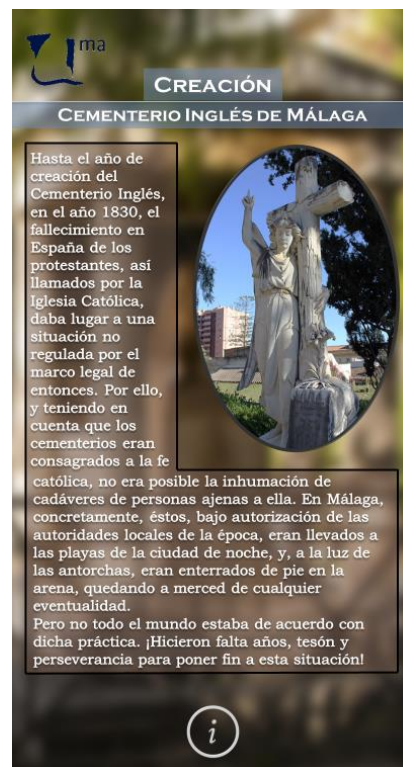 uma
CREACIÓN
CEMENTERIO INGLÉS DE MÁLAGA
Hasta el año de
creación del
Cementerio Inglés,
en el año 1830, el
fallecimiento en
España de los
protestantes, así
llamados por la
Iglesia Católica,
daba lugar a una
situación no
regulada por el
marco legal de
entonces. Por ello,
y teniendo en
cuenta que los
cementerios eran
consagrados a la fe
católica, no era posible la inhumación de
cadáveres de personas ajenas a ella. En Málaga,
concretamente, éstos, bajo autorización de las
autoridades locales de la época, eran llevados a
las playas de la ciudad de noche, y, a la luz de
las antorchas, eran enterrados de pie en la
arena, quedando a merced de cualquier
eventualidad.
Pero no todo el mundo estaba de acuerdo con
dicha práctica. ¡Hicieron falta años, tesón y
perseverancia para poner fin a esta situación!
i